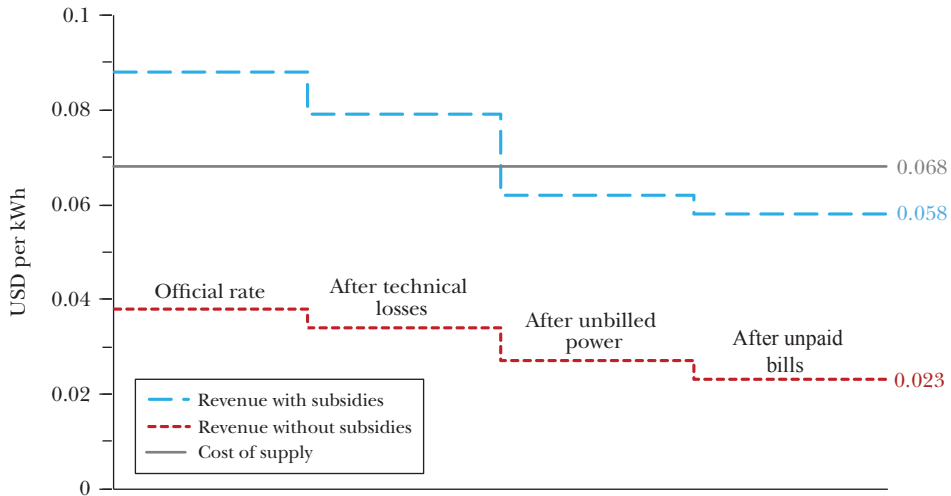 0.1
0.08
0.068
0.06
0.058
USD per kWh
Official rate
After technical
losses
0.04
After unbilled
power
After unpaid
bills
0.023
0.02
Revenue with subsidies
Revenue without subsidies
Cost of supply
0